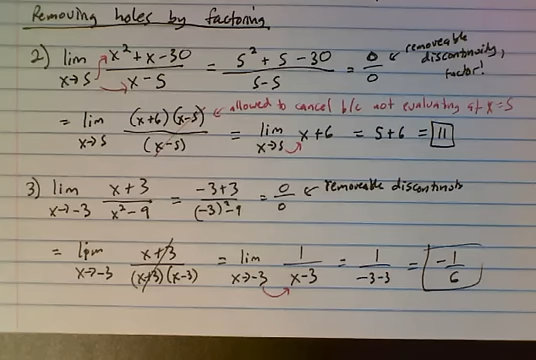 Removing holes by factoring
2) lim x→5 (x² + x - 30)/(x - 5) = (5² + 5 - 30)/(5-5) = 0/0 ← removeable discontinuity, factor!
= lim x→5 (x+6)(x-5)/(x-5) ← allowed to cancel b/c not evaluating at x=5 = lim x→5 x+6 = 5+6 = 11
3) lim x→-3 (x+3)/(x²-9) = (-3+3)/((-3)²-9) = 0/0 ← removeable
= lim x→-3 (x+3)/((x+3)(x-3)) = lim x→-3 1/(x-3) = 1/(-3-3) = -1/6